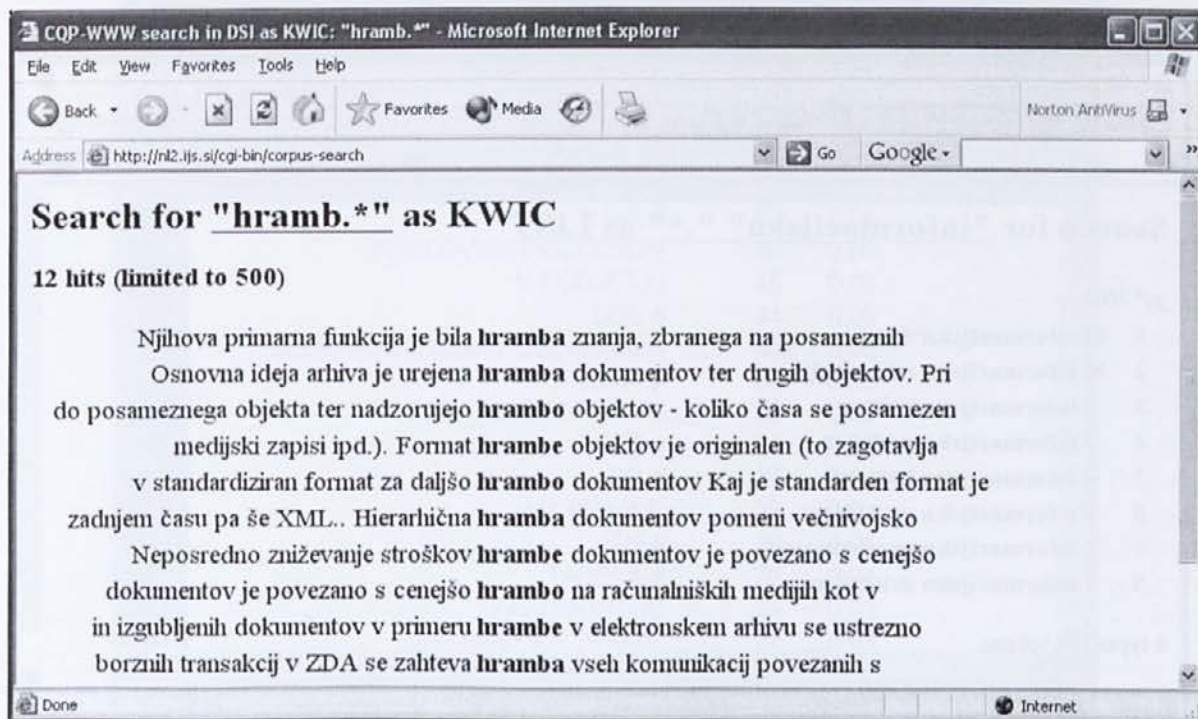 CQP-WWW search in DSI as KWIC: "hramb.*" - Microsoft Internet Explorer
File Edit View Favorites Tools Help
Back Favorites Media Norton AntiVirus
Address http://nl2.ijs.si/cgi-bin/corpus-search Go Google
Search for "hramb.*" as KWIC
12 hits (limited to 500)
Njihova primarna funkcija je bila hramba znanja, zbranega na posameznih
Osnovna ideja arhiva je urejena hramba dokumentov ter drugih objektov. Pri
do posameznega objekta ter nadzorujejo hrambo objektov - koliko časa se posamezen
medijski zapisi ipd.). Format hrambe objektov je originalen (to zagotavlja
v standardiziran format za daljšo hrambo dokumentov Kaj je standarden format je
zadnjem času pa še XML.. Hierarhična hramba dokumentov pomeni večnivojsko
Neposredno zniževanje stroškov hrambe dokumentov je povezano s cenejšo
dokumentov je povezano s cenejšo hrambo na računalniških medijih kot v
in izgubljenih dokumentov v primeru hrambe v elektronskem arhivu se ustrezno
borznih transakcij v ZDA se zahteva hramba vseh komunikacij povezanih s
Done Internet